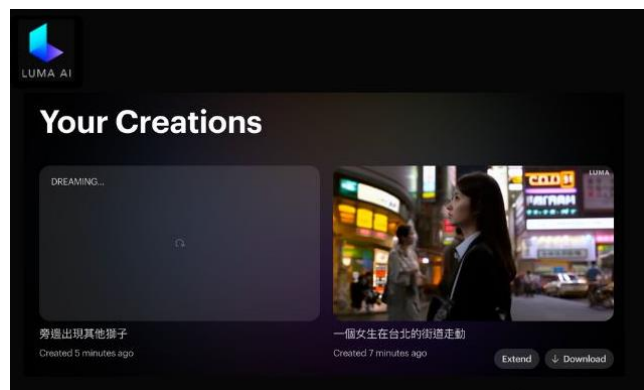 LUMA AI
Your Creations
DREAMING...
LUMA
旁邊出現其他獅子
一個女生在台北的街道走動
Created 5 minutes ago
Created 7 minutes ago
Extend
Download